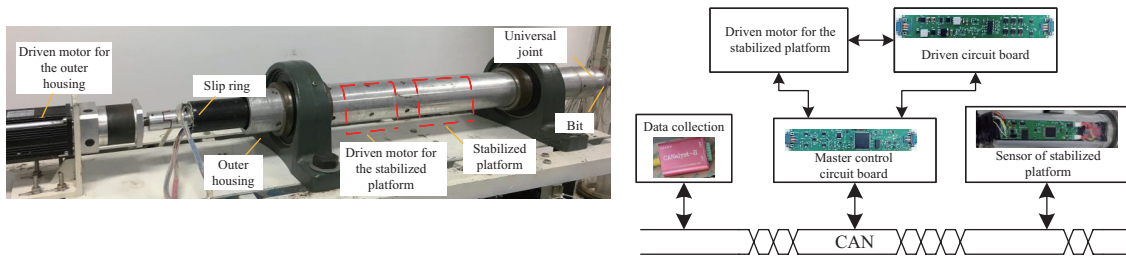 Driven motor for
the outer
housing
Slip ring
Outer
housing
Driven motor for
the stabilized
platform
Stabilized
platform
Universal
joint
Bit
Driven motor for the
stabilized platform
Driven circuit board
Data collection
CANalyst-II
Master control
circuit board
Sensor of stabilized
platform
CAN